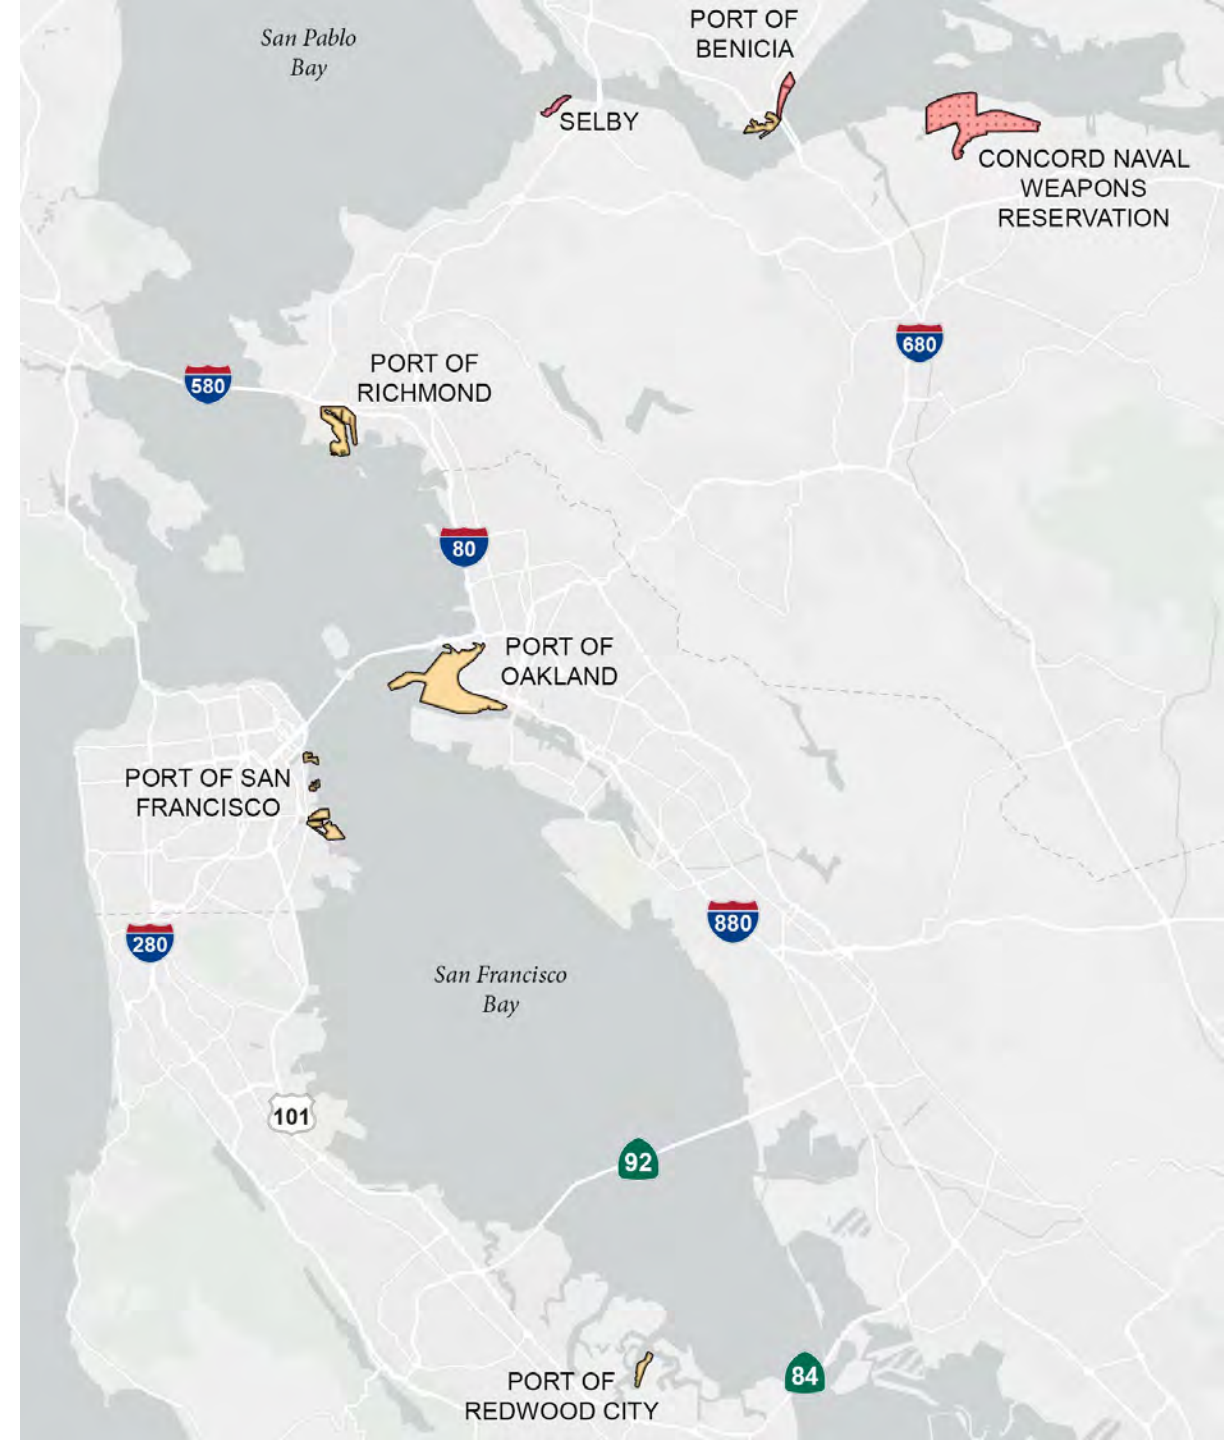 San Pablo
Bay
PORT OF
BENICIA
SELBY
CONCORD NAVAL
WEAPONS
RESERVATION
680
580
PORT OF
RICHMOND
80
PORT OF
OAKLAND
PORT OF SAN
FRANCISCO
880
280
San Francisco
Bay
101
92
84
PORT OF
REDWOOD CITY